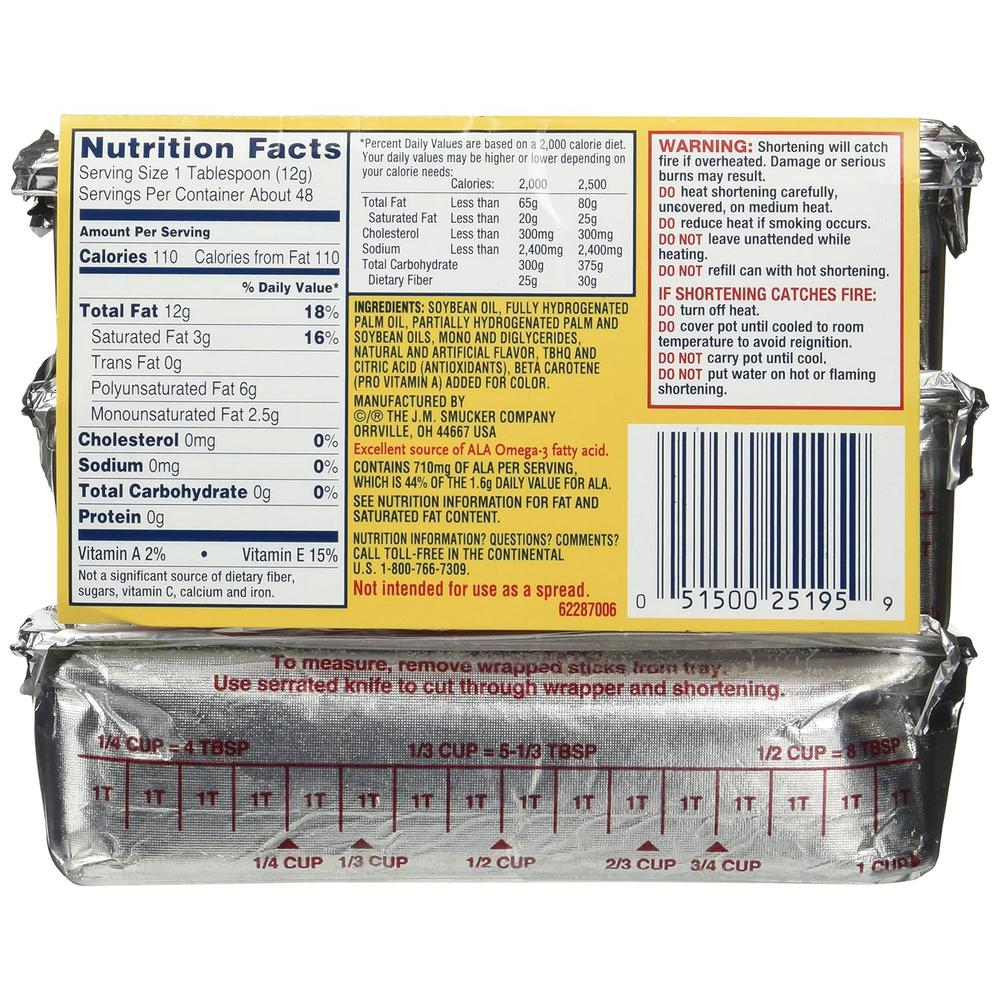 Nutrition Facts
Serving Size 1 Tablespoon (12g)
Servings Per Container About 48
Amount Per Serving
Calories 110 Calories from Fat 110
% Daily Value*
Total Fat 12g 18%
Saturated Fat 3g 16%
Trans Fat 0g
Polyunsaturated Fat 6g
Monounsaturated Fat 2.5g
Cholesterol 0mg 0%
Sodium 0mg 0%
Total Carbohydrate 0g 0%
Protein 0g
Vitamin A 2% • Vitamin E 15%
Not a significant source of dietary fiber,
sugars, vitamin C, calcium and iron.
*Percent Daily Values are based on a 2,000 calorie diet.
Your daily values may be higher or lower depending on
your calorie needs:
Calories: 2,000 2,500
Total Fat Less than 65g 80g
Saturated Fat Less than 20g 25g
Cholesterol Less than 300mg 300mg
Sodium Less than 2,400mg 2,400mg
Total Carbohydrate 300g 375g
Dietary Fiber 25g 30g
INGREDIENTS: SOYBEAN OIL, FULLY HYDROGENATED
PALM OIL, PARTIALLY HYDROGENATED PALM AND
SOYBEAN OILS, MONO AND DIGLYCERIDES,
NATURAL AND ARTIFICIAL FLAVOR, TBHQ AND
CITRIC ACID (ANTIOXIDANTS), BETA CAROTENE
(PRO VITAMIN A) ADDED FOR COLOR.
MANUFACTURED BY
©/® THE J.M. SMUCKER COMPANY
ORRVILLE, OH 44667 USA
Excellent source of ALA Omega-3 fatty acid.
CONTAINS 710mg OF ALA PER SERVING,
WHICH IS 44% OF THE 1.6g DAILY VALUE FOR ALA.
SEE NUTRITION INFORMATION FOR FAT AND
SATURATED FAT CONTENT.
NUTRITION INFORMATION? QUESTIONS? COMMENTS?
CALL TOLL-FREE IN THE CONTINENTAL
U.S. 1-800-766-7309.
Not intended for use as a spread.
62287006
WARNING: Shortening will catch
fire if overheated. Damage or serious
burns may result.
DO heat shortening carefully,
uncovered, on medium heat.
DO reduce heat if smoking occurs.
DO NOT leave unattended while
heating.
DO NOT refill can with hot shortening.
IF SHORTENING CATCHES FIRE:
DO turn off heat.
DO cover pot until cooled to room
temperature to avoid reignition.
DO NOT carry pot until cool.
DO NOT put water on hot or flaming
shortening.
0 51500 25195 9
To measure, remove wrapped sticks from tray.
Use serrated knife to cut through wrapper and shortening.
1/4 CUP = 4 TBSP 1/3 CUP = 5-1/3 TBSP 1/2 CUP = 8 TBSP
1T 1T 1T 1T 1T 1T 1T 1T 1T 1T 1T 1T 1T 1T 1T 1T
1/4 CUP 1/3 CUP 1/2 CUP 2/3 CUP 3/4 CUP 1 CUP